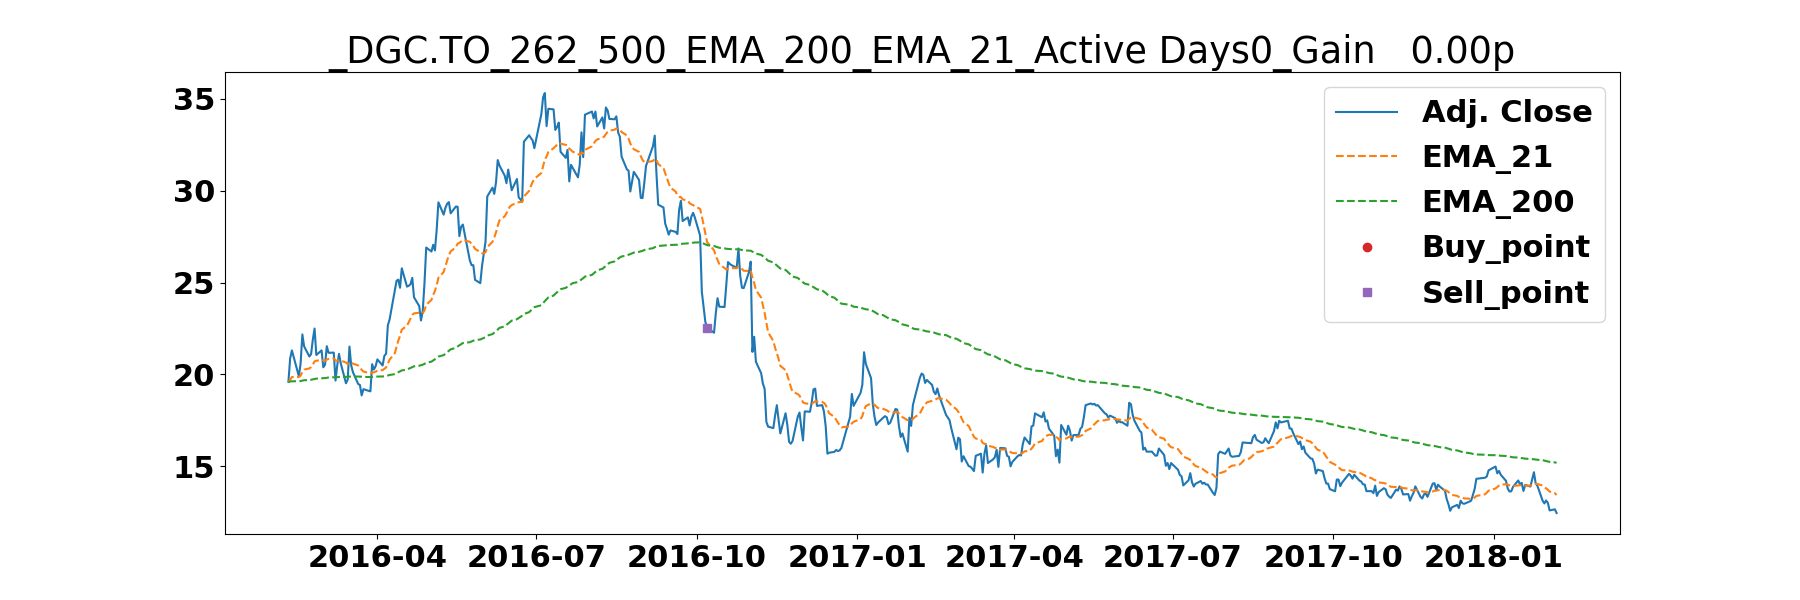 _DGC.TO_262_500_EMA_200_EMA_21_Active Days0_Gain   0.00p
35
30
25
20
15
Adj. Close
EMA_21
EMA_200
Buy_point
Sell_point
2016-04 2016-07 2016-10 2017-01 2017-04 2017-07 2017-10 2018-01